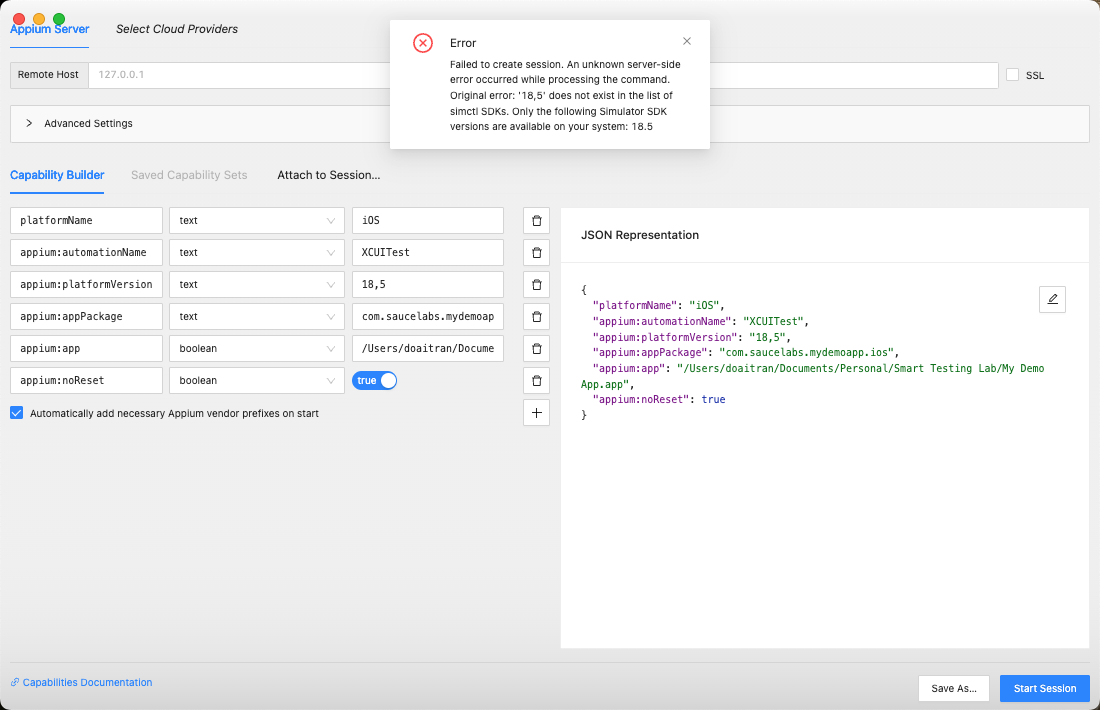 Appium Server
Select Cloud Providers
Error
Failed to create session. An unknown server-side
error occurred while processing the command.
Original error: '18,5' does not exist in the list of
simctl SDKs. Only the following Simulator SDK
versions are available on your system: 18.5
Remote Host
127.0.0.1
SSL
Advanced Settings
Capability Builder
Saved Capability Sets
Attach to Session...
platformName
text
iOS
appium:automationName
text
XCUITest
appium:platformVersion
text
18,5
appium:appPackage
text
com.saucelabs.mydemoap
appium:app
boolean
/Users/doaitran/Docume
appium:noReset
boolean
true
Automatically add necessary Appium vendor prefixes on start
JSON Representation
{
"platformName": "iOS",
"appium:automationName": "XCUITest",
"appium:platformVersion": "18,5",
"appium:appPackage": "com.saucelabs.mydemoapp.ios",
"appium:app": "/Users/doaitran/Documents/Personal/Smart Testing Lab/My Demo
App.app",
"appium:noReset": true
}
Capabilities Documentation
Save As...
Start Session